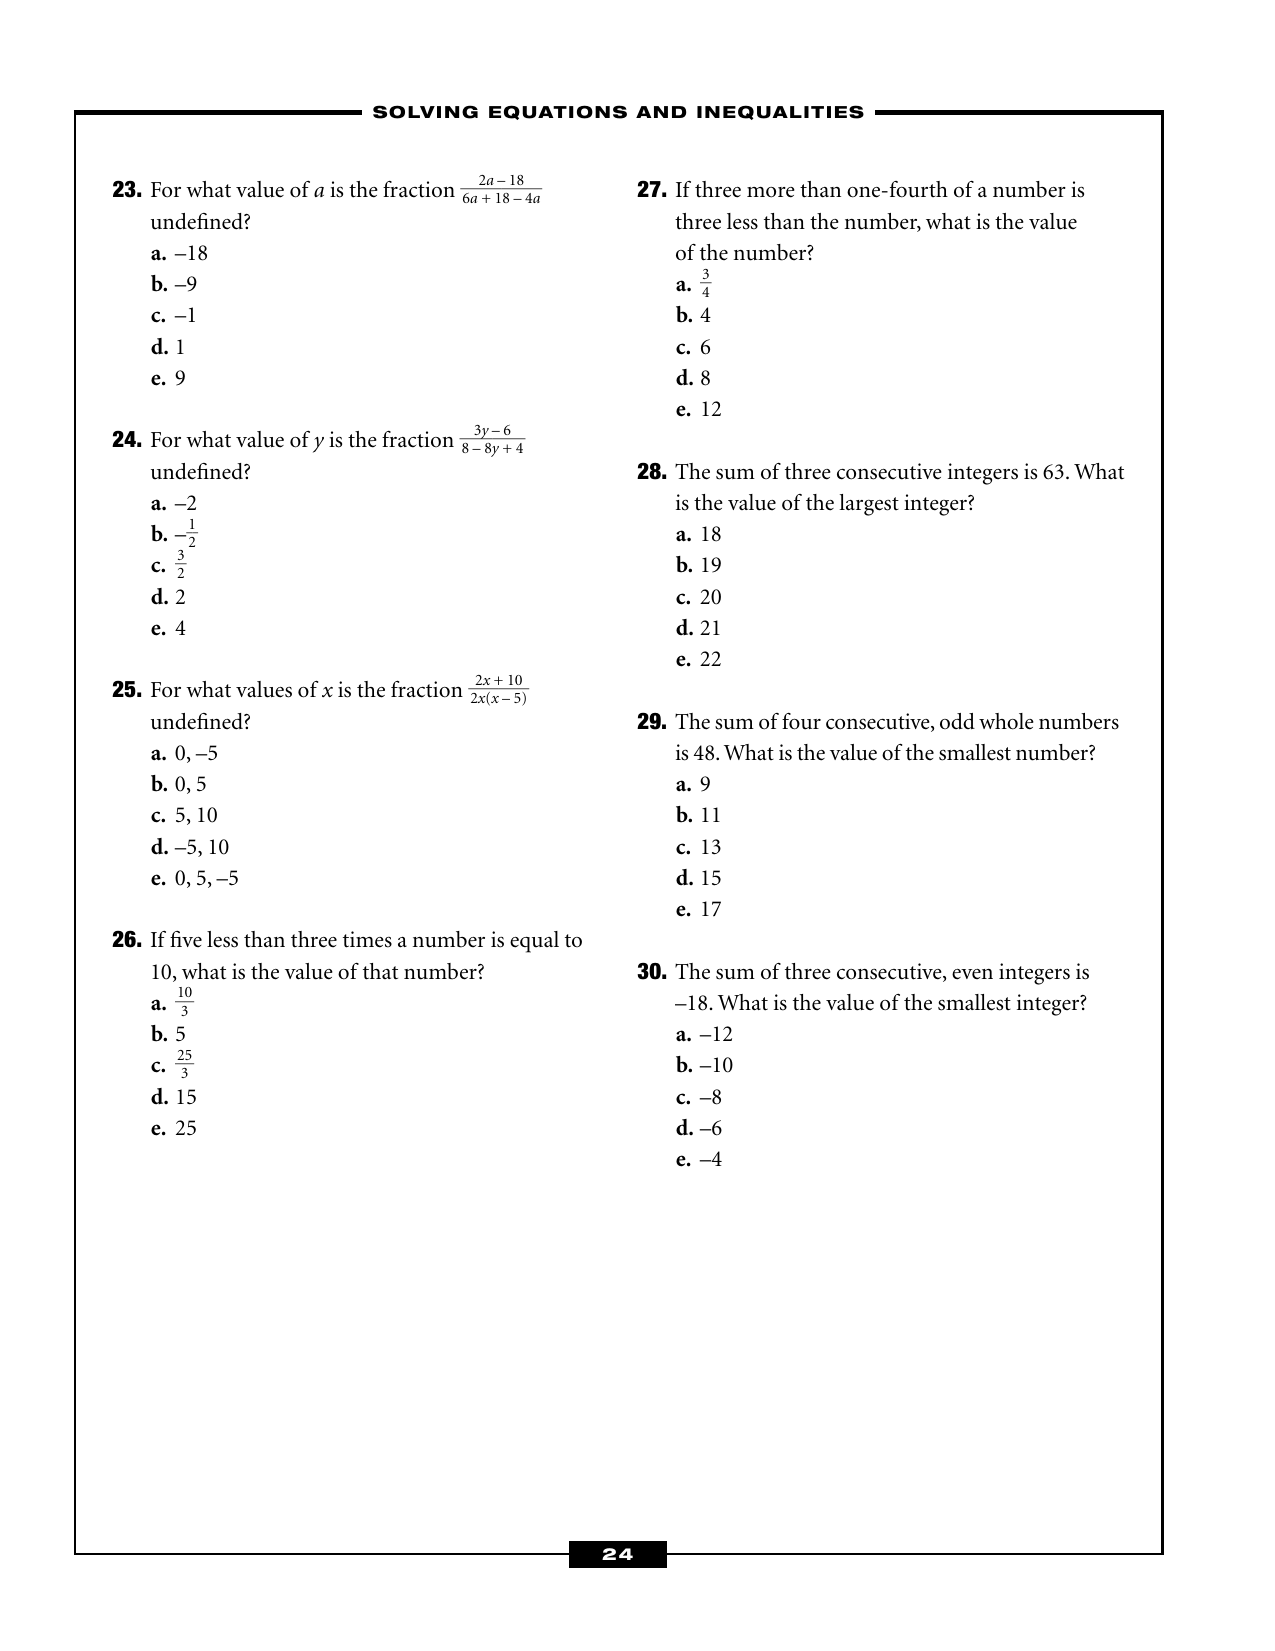 SOLVING EQUATIONS AND INEQUALITIES
23. For what value of a is the fraction (2a – 18)/(6a + 18 – 4a)
undefined?
a. –18
b. –9
c. –1
d. 1
e. 9
24. For what value of y is the fraction (3y – 6)/(8 – 8y + 4)
undefined?
a. –2
b. –1/2
c. 3/2
d. 2
e. 4
25. For what values of x is the fraction (2x + 10)/(2x(x – 5))
undefined?
a. 0, –5
b. 0, 5
c. 5, 10
d. –5, 10
e. 0, 5, –5
26. If five less than three times a number is equal to
10, what is the value of that number?
a. 10/3
b. 5
c. 25/3
d. 15
e. 25
27. If three more than one-fourth of a number is
three less than the number, what is the value
of the number?
a. 3/4
b. 4
c. 6
d. 8
e. 12
28. The sum of three consecutive integers is 63. What
is the value of the largest integer?
a. 18
b. 19
c. 20
d. 21
e. 22
29. The sum of four consecutive, odd whole numbers
is 48. What is the value of the smallest number?
a. 9
b. 11
c. 13
d. 15
e. 17
30. The sum of three consecutive, even integers is
–18. What is the value of the smallest integer?
a. –12
b. –10
c. –8
d. –6
e. –4
24